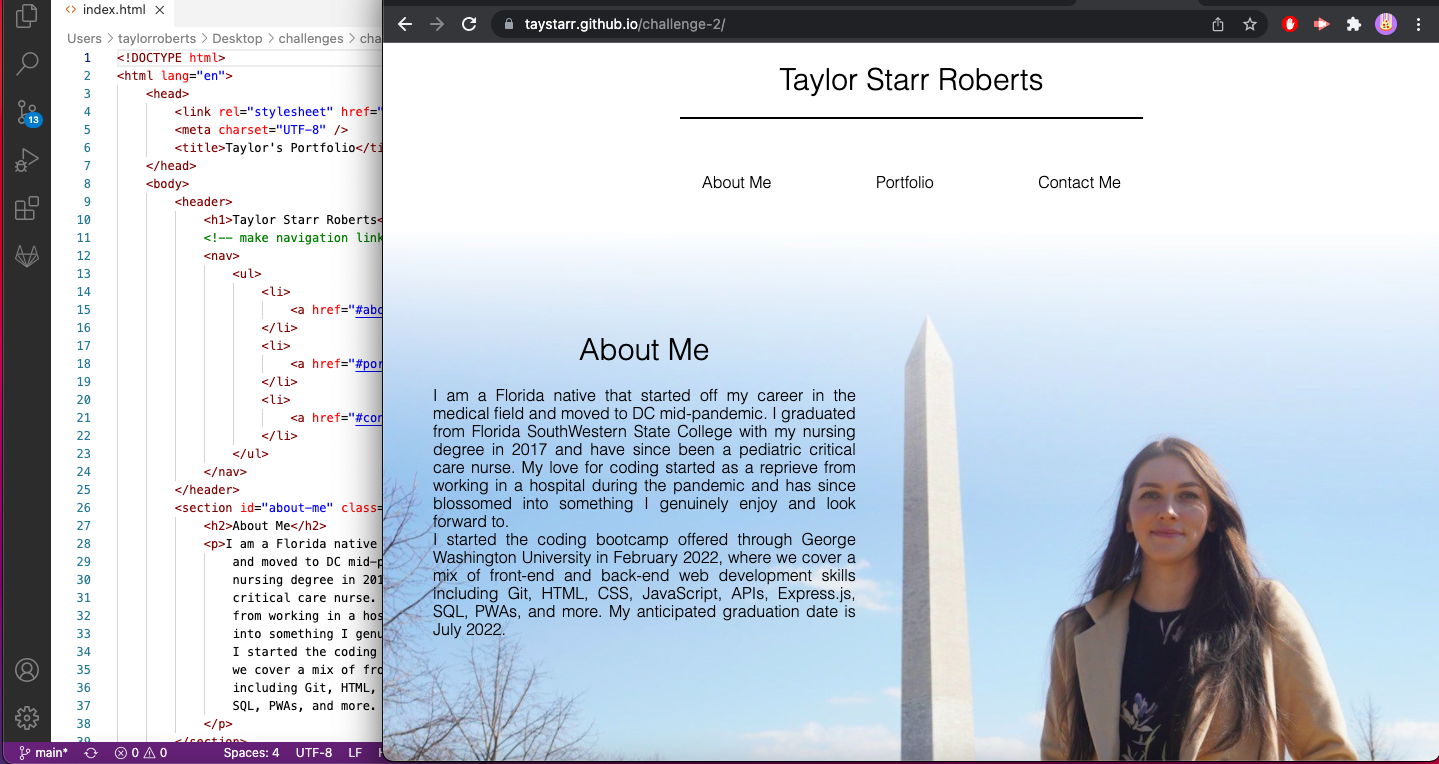 index.html
Users > taylorroberts > Desktop > challenges > cha
1 <!DOCTYPE html>
2 <html lang="en">
3 <head>
4 <link rel="stylesheet" href="
5 <meta charset="UTF-8" />
6 <title>Taylor's Portfolio</ti
7 </head>
8 <body>
9 <header>
10 <h1>Taylor Starr Roberts<
11 <!-- make navigation link
12 <nav>
13 <ul>
14 <li>
15 <a href="#abo
16 </li>
17 <li>
18 <a href="#por
19 </li>
20 <li>
21 <a href="#con
22 </li>
23 </ul>
24 </nav>
25 </header>
26 <section id="about-me" class=
27 <h2>About Me</h2>
28 <p>I am a Florida native
29 and moved to DC mid-p
30 nursing degree in 201
31 critical care nurse.
32 from working in a hos
33 into something I genu
34 I started the coding
35 we cover a mix of fro
36 including Git, HTML,
37 SQL, PWAs, and more.
38 </p>
39 </section>
13
main* 0 0 Spaces: 4 UTF-8 LF
taystarr.github.io/challenge-2/
Taylor Starr Roberts
About Me Portfolio Contact Me
About Me
I am a Florida native that started off my career in the
medical field and moved to DC mid-pandemic. I graduated
from Florida SouthWestern State College with my nursing
degree in 2017 and have since been a pediatric critical
care nurse. My love for coding started as a reprieve from
working in a hospital during the pandemic and has since
blossomed into something I genuinely enjoy and look
forward to.
I started the coding bootcamp offered through George
Washington University in February 2022, where we cover a
mix of front-end and back-end web development skills
including Git, HTML, CSS, JavaScript, APIs, Express.js,
SQL, PWAs, and more. My anticipated graduation date is
July 2022.